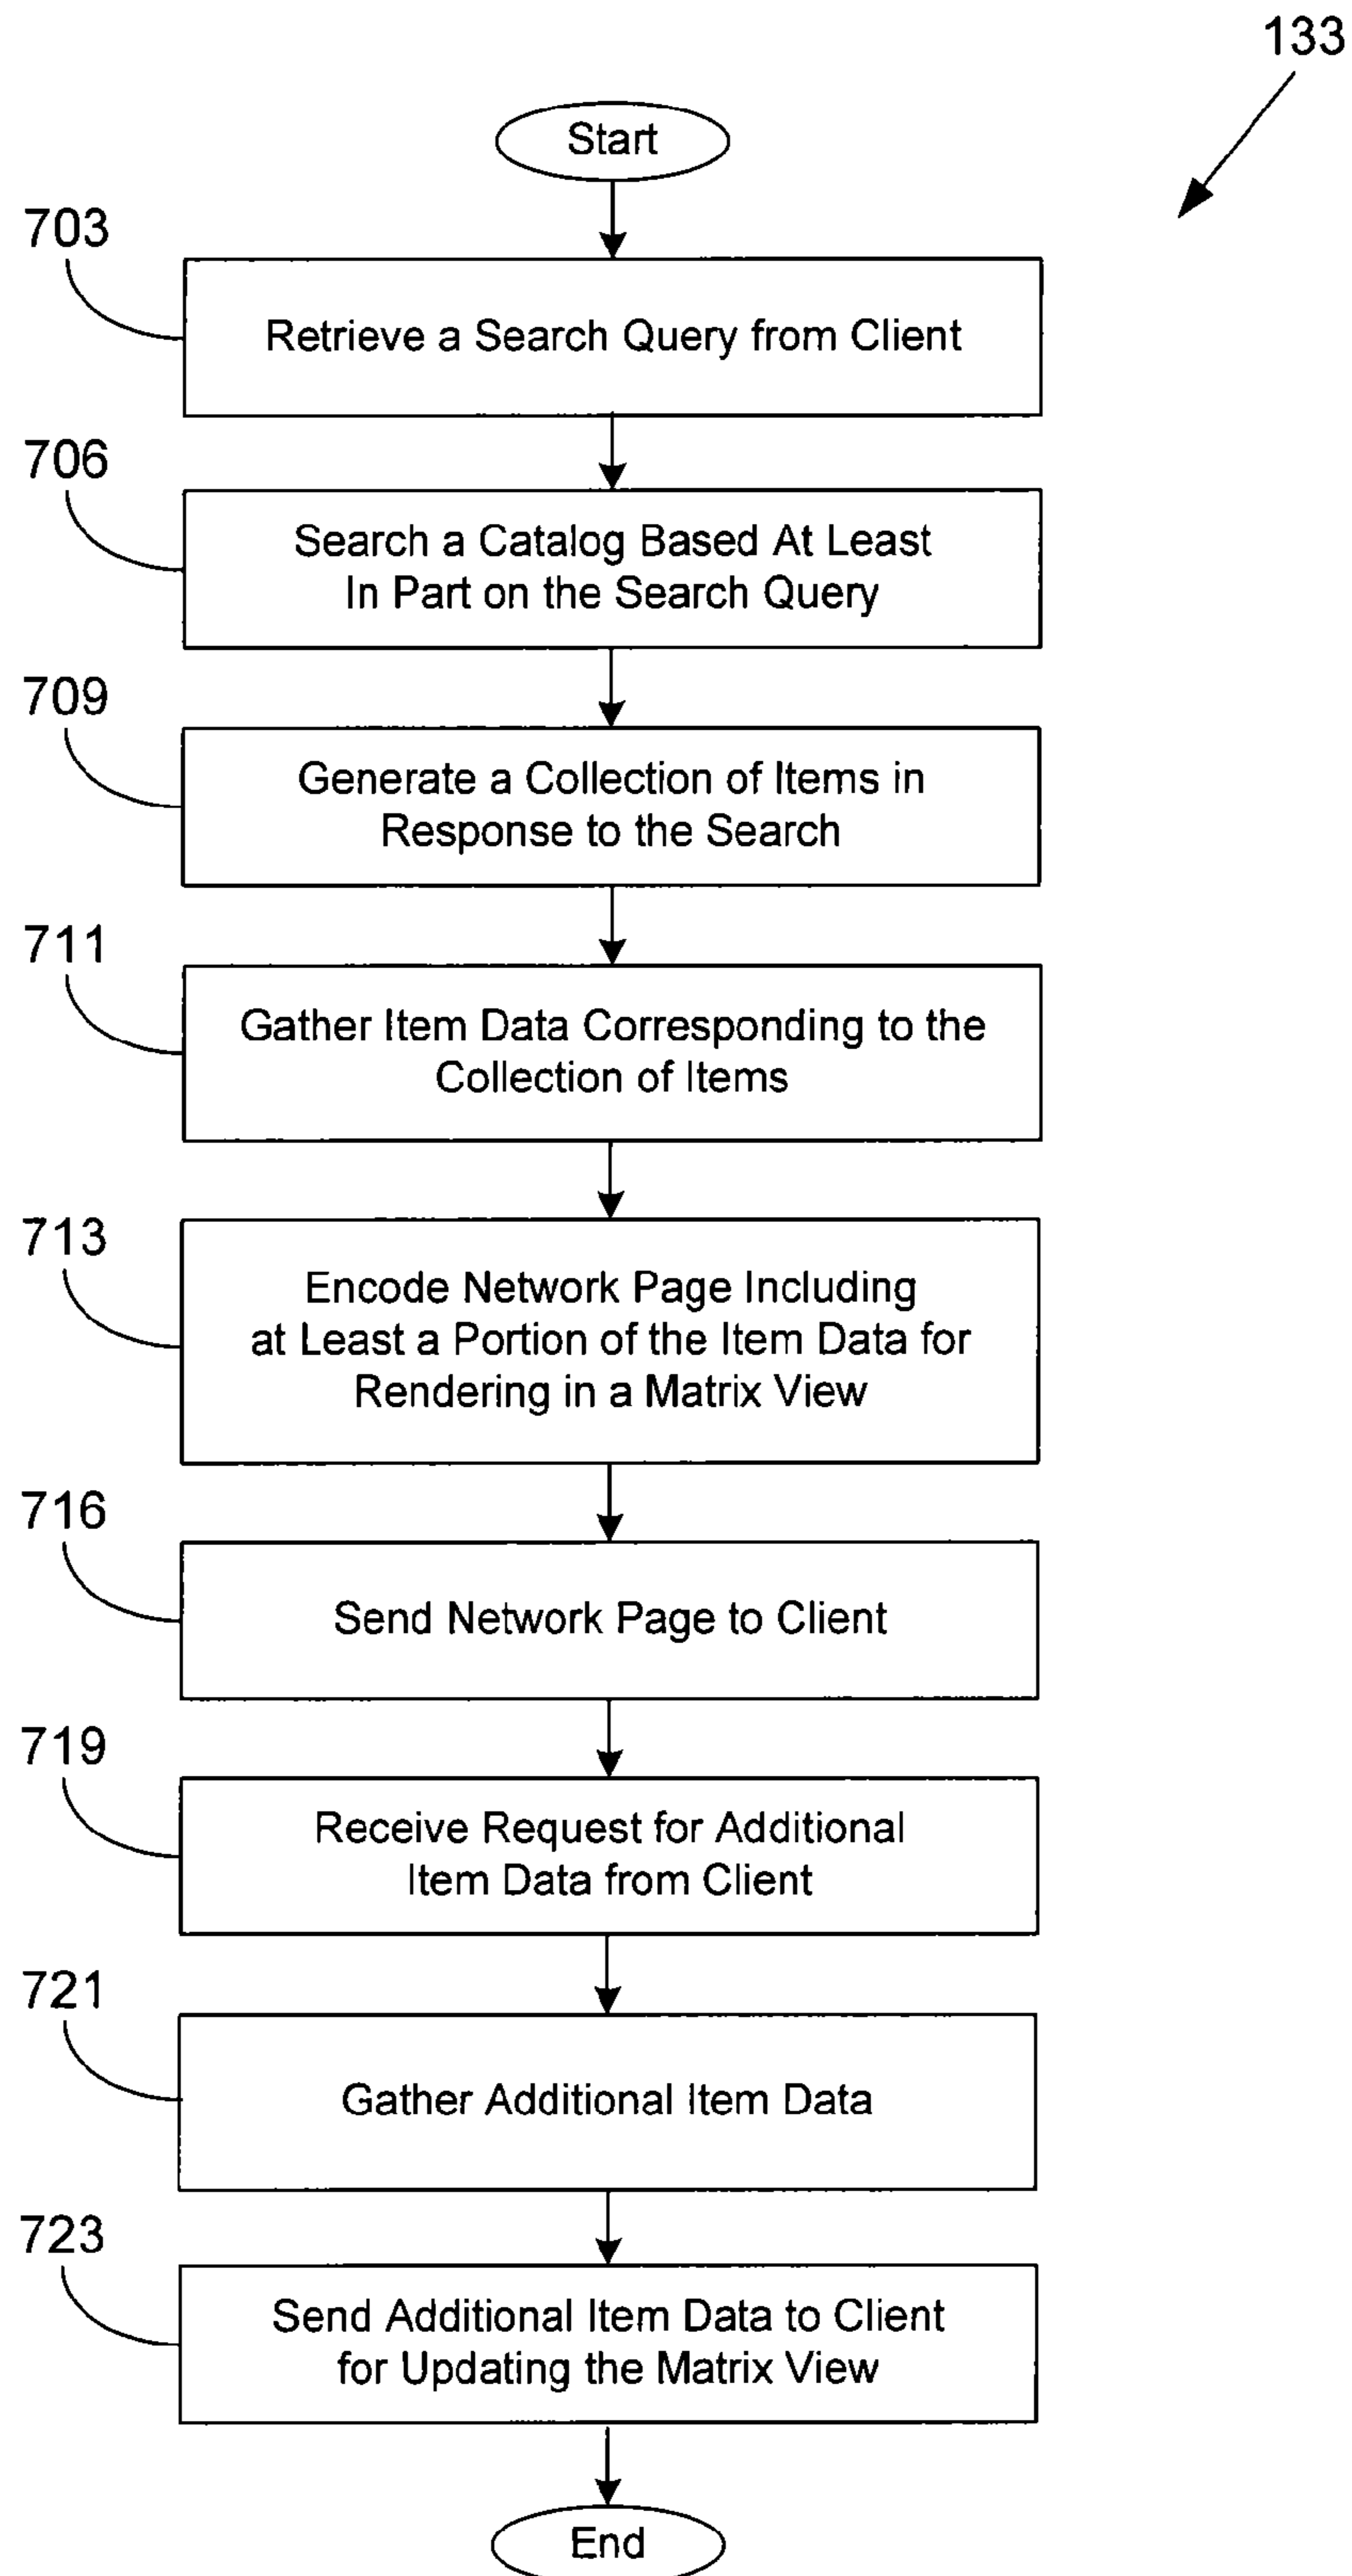 133
Start
703
Retrieve a Search Query from Client
706
Search a Catalog Based At Least
In Part on the Search Query
709
Generate a Collection of Items in
Response to the Search
711
Gather Item Data Corresponding to the
Collection of Items
713
Encode Network Page Including
at Least a Portion of the Item Data for
Rendering in a Matrix View
716
Send Network Page to Client
719
Receive Request for Additional
Item Data from Client
721
Gather Additional Item Data
723
Send Additional Item Data to Client
for Updating the Matrix View
End